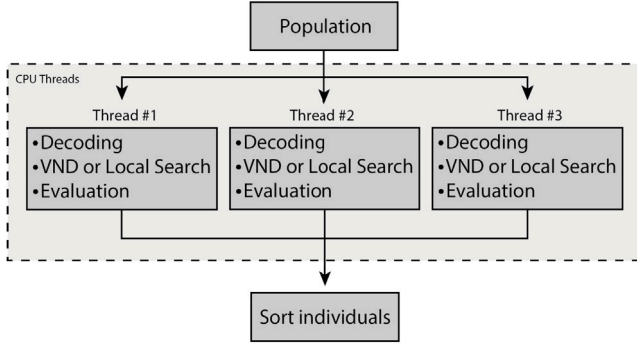 Population
CPU Threads
Thread #1
•Decoding
•VND or Local Search
•Evaluation
Thread #2
•Decoding
•VND or Local Search
•Evaluation
Thread #3
•Decoding
•VND or Local Search
•Evaluation
Sort individuals